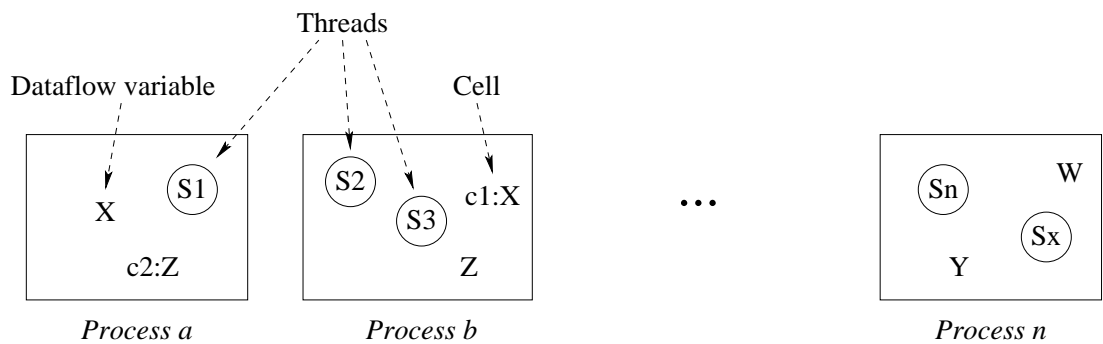 Threads
Dataflow variable
Cell
S1
X
c2:Z
S2
S3
c1:X
Z
...
Sn
W
Sx
Y
Process a
Process b
Process n